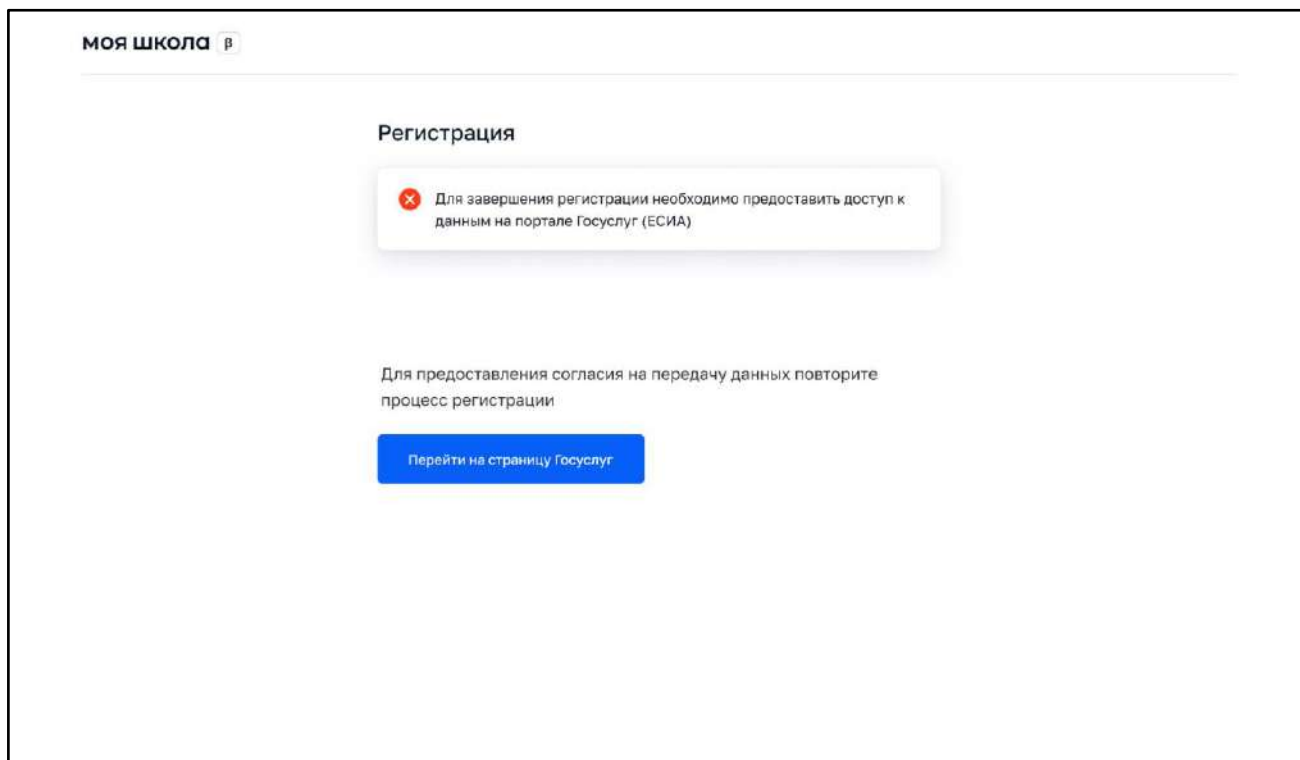 моя школа β
Регистрация
Для завершения регистрации необходимо предоставить доступ к
данным на портале Госуслуг (ЕСИА)
Для предоставления согласия на передачу данных повторите
процесс регистрации
Перейти на страницу Госуслуг